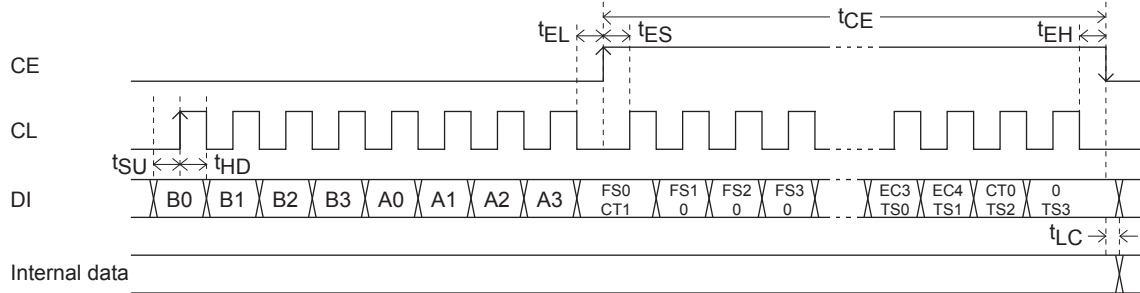 tCE
tEL tES tEH
CE
CL
tSU tHD
DI B0 B1 B2 B3 A0 A1 A2 A3 FS0 FS1 FS2 FS3 EC3 EC4 CT0 0
CT1 0 0 0 TS0 TS1 TS2 TS3
tLC
Internal data